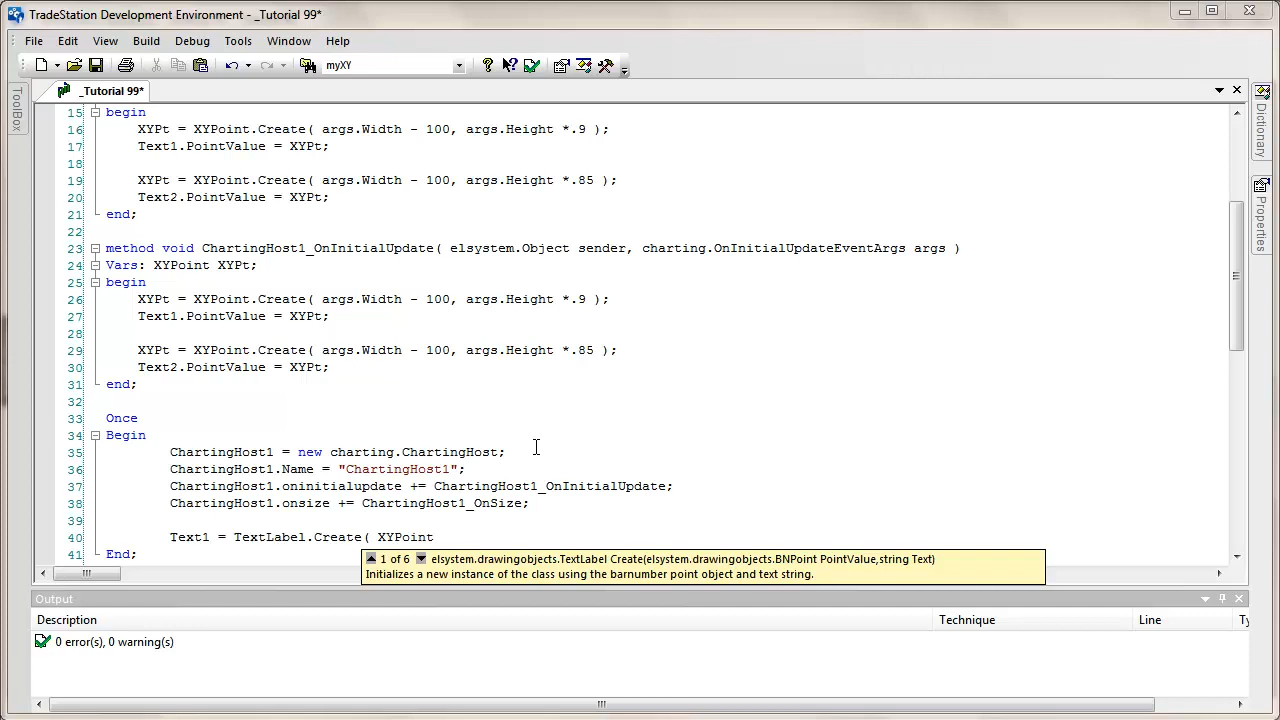 TradeStation Development Environment - _Tutorial 99*
File Edit View Build Debug Tools Window Help
myXY
_Tutorial 99*
ToolBox
Dictionary
Properties
15 begin
16 XYPt = XYPoint.Create( args.Width - 100, args.Height *.9 );
17 Text1.PointValue = XYPt;
18
19 XYPt = XYPoint.Create( args.Width - 100, args.Height *.85 );
20 Text2.PointValue = XYPt;
21 end;
22
23 method void ChartingHost1_OnInitialUpdate( elsystem.Object sender, charting.OnInitialUpdateEventArgs args )
24 Vars: XYPoint XYPt;
25 begin
26 XYPt = XYPoint.Create( args.Width - 100, args.Height *.9 );
27 Text1.PointValue = XYPt;
28
29 XYPt = XYPoint.Create( args.Width - 100, args.Height *.85 );
30 Text2.PointValue = XYPt;
31 end;
32
33 Once
34 Begin
35 ChartingHost1 = new charting.ChartingHost;
36 ChartingHost1.Name = "ChartingHost1";
37 ChartingHost1.oninitialupdate += ChartingHost1_OnInitialUpdate;
38 ChartingHost1.onsize += ChartingHost1_OnSize;
39
40 Text1 = TextLabel.Create( XYPoint
41 End;
1 of 6 elsystem.drawingobjects.TextLabel Create(elsystem.drawingobjects.BNPoint PointValue,string Text)
Initializes a new instance of the class using the barnumber point object and text string.
Output
Description Technique Line Ty
0 error(s), 0 warning(s)